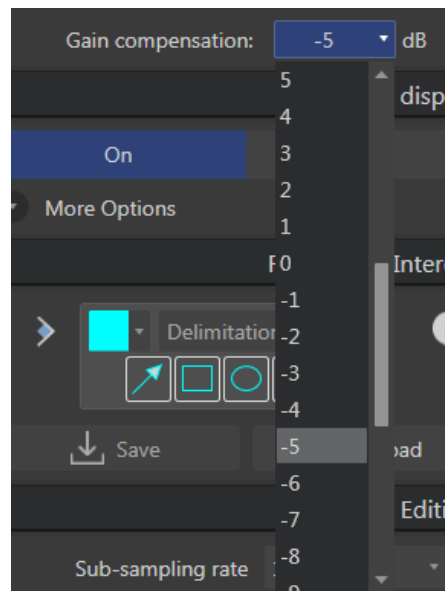 Gain compensation: -5 dB
5
disp
4
On 3
2
More Options
1
0 Inter
-1
Delimitation -2
-3
-4
Save -5 oad
-6
-7 Editi
-8
Sub-sampling rate